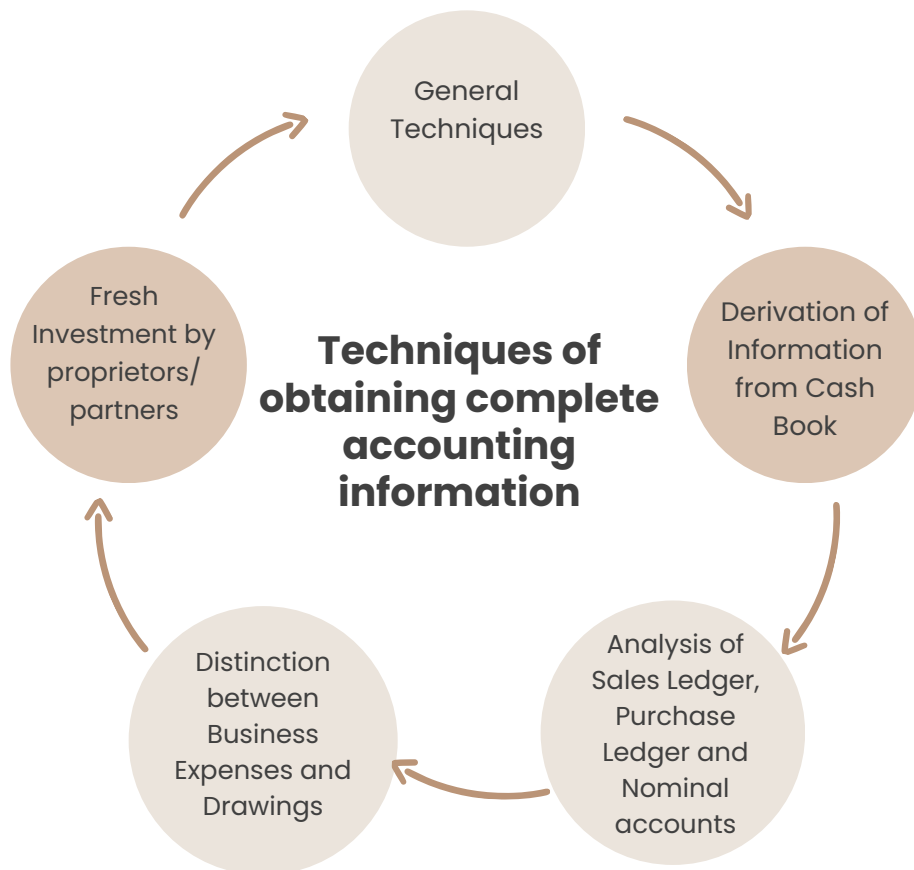 General
Techniques
Derivation of
Information
from Cash
Book
Analysis of
Sales Ledger,
Purchase
Ledger and
Nominal
accounts
Distinction
between
Business
Expenses and
Drawings
Fresh
Investment by
proprietors/
partners
Techniques of
obtaining complete
accounting
information